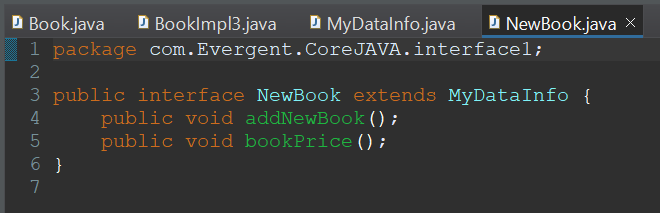 Book.java BookImpl3.java MyDataInfo.java NewBook.java
1 package com.Evergent.CoreJAVA.interface1;
2
3 public interface NewBook extends MyDataInfo {
4 public void addNewBook();
5 public void bookPrice();
6 }
7